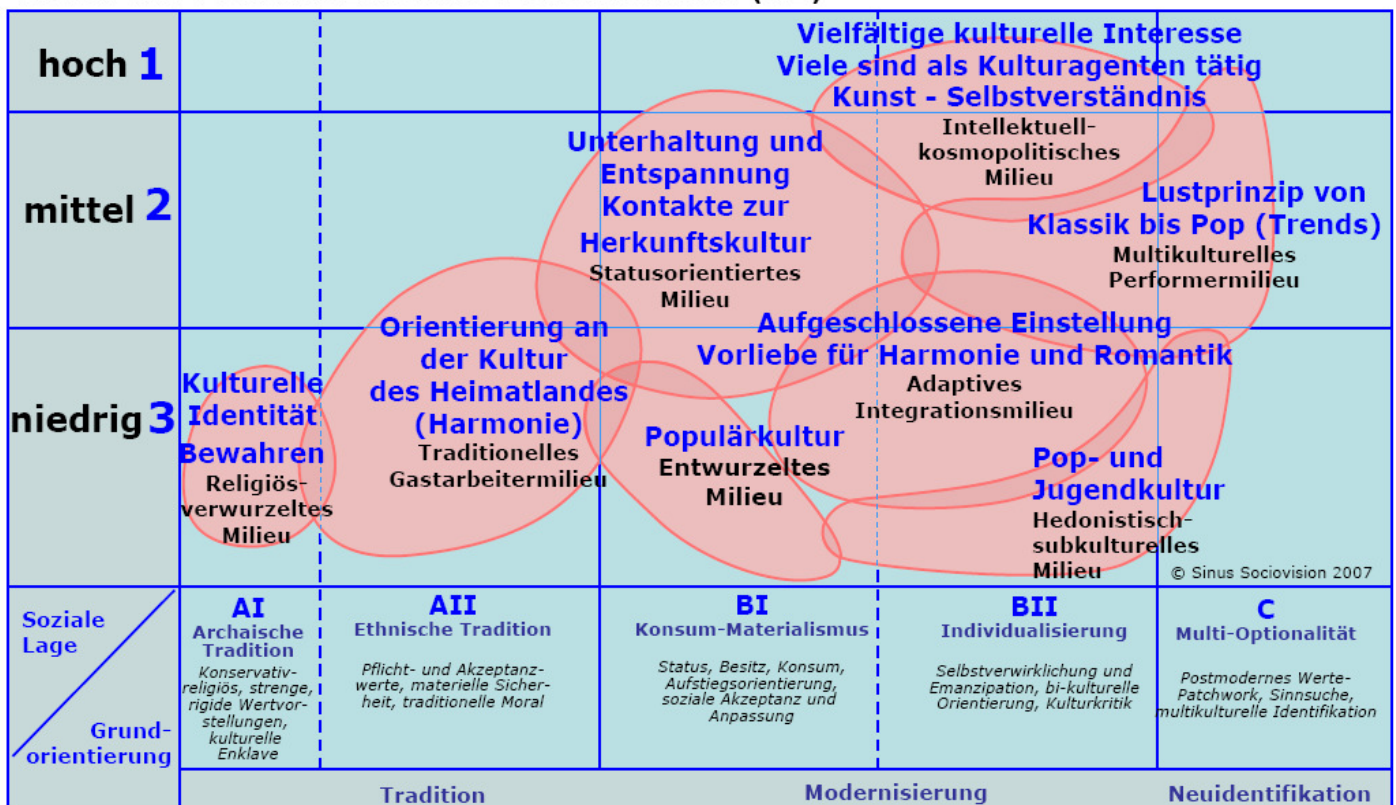 hoch 1
Vielfältige kulturelle Interesse
Viele sind als Kulturagenten tätig
Kunst - Selbstverständnis
Intellektuell-
kosmopolitisches
Milieu
mittel 2
Unterhaltung und
Entspannung
Kontakte zur
Herkunftskultur
Statusorientiertes
Milieu
Lustprinzip von
Klassik bis Pop (Trends)
Multikulturelles
Performermilieu
niedrig 3
Kulturelle
Identität
Bewahren
Religiös-
verwurzeltes
Milieu
Orientierung an
der Kultur
des Heimatlandes
(Harmonie)
Traditionelles
Gastarbeitermilieu
Aufgeschlossene Einstellung
Vorliebe für Harmonie und Romantik
Adaptives
Integrationsmilieu
Populärkultur
Entwurzeltes
Milieu
Pop- und
Jugendkultur
Hedonistisch-
subkulturelles
Milieu
© Sinus Sociovision 2007
Soziale
Lage
Grund-
orientierung
AI
Archaische
Tradition
Konservativ-
religiös, strenge,
rigide Wertvor-
stellungen,
kulturelle
Enklave
AII
Ethnische Tradition
Pflicht- und Akzeptanz-
werte, materielle Sicher-
heit, traditionelle Moral
BI
Konsum-Materialismus
Status, Besitz, Konsum,
Aufstiegsorientierung,
soziale Akzeptanz und
Anpassung
BII
Individualisierung
Selbstverwirklichung und
Emanzipation, bi-kulturelle
Orientierung, Kulturkritik
C
Multi-Optionalität
Postmodernes Werte-
Patchwork, Sinnsuche,
multikulturelle Identifikation
Tradition
Modernisierung
Neuidentifikation